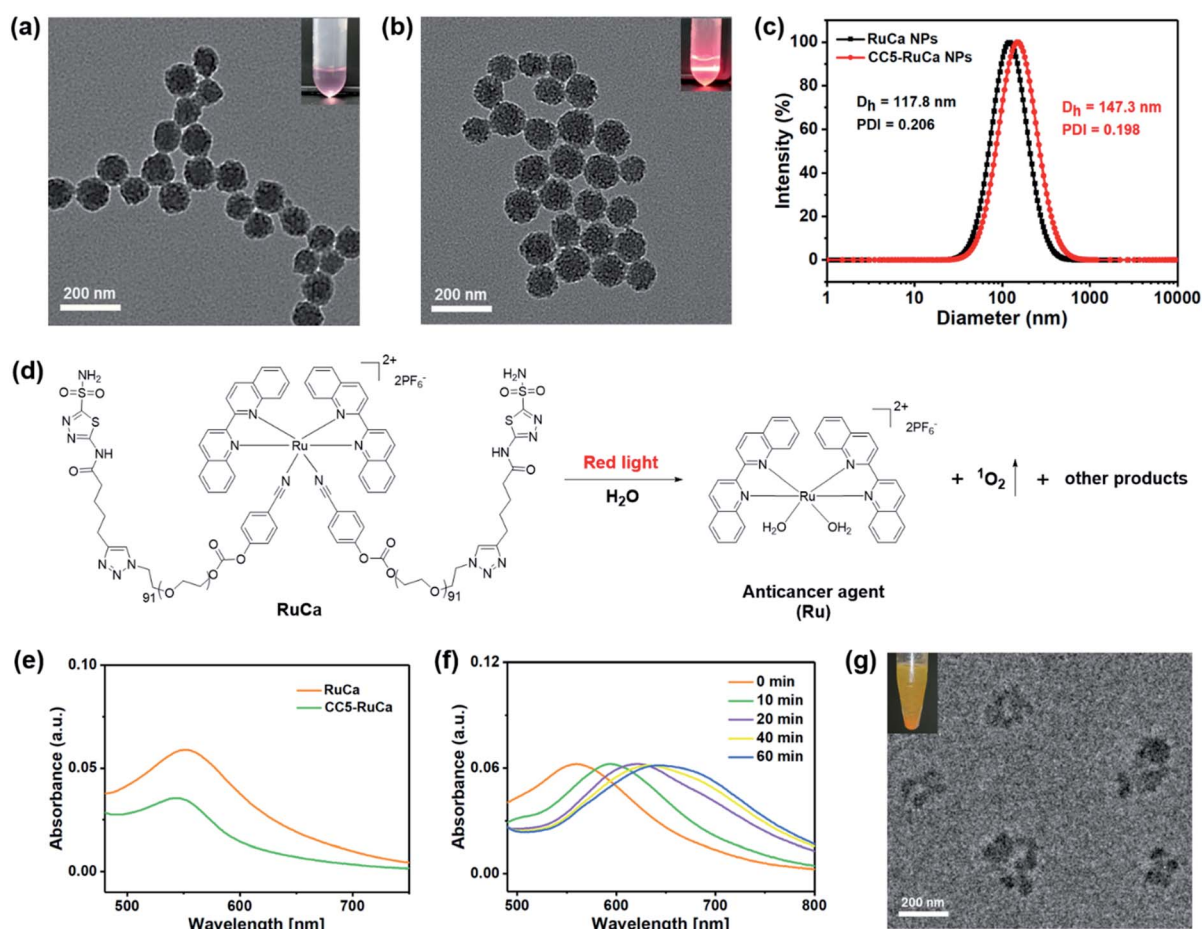 (a)
200 nm
(b)
200 nm
(c)
Intensity (%)
100
80
60
40
20
0
RuCa NPs
CC5-RuCa NPs
Dh = 117.8 nm
PDI = 0.206
Dh = 147.3 nm
PDI = 0.198
1 10 100 1000 10000
Diameter (nm)
(d)
NH2
O=S=O
S
N-N
NH
O
N
N=N
91
O
O
O
O
N
N
N
N
N
Ru
N
2+
2PF6-
O
O
O
O
91
N
N=N
O
NH
S
N
N
O=S=O
H2N
RuCa
Red light
H2O
N
N
N
N
Ru
H2O
OH2
2+
2PF6-
Anticancer agent
(Ru)
+ 1O2 + other products
(e)
Absorbance (a.u.)
0.10
0.05
0.00
RuCa
CC5-RuCa
500 600 700
Wavelength [nm]
(f)
Absorbance (a.u.)
0.12
0.06
0.00
0 min
10 min
20 min
40 min
60 min
500 600 700 800
Wavelength [nm]
(g)
200 nm